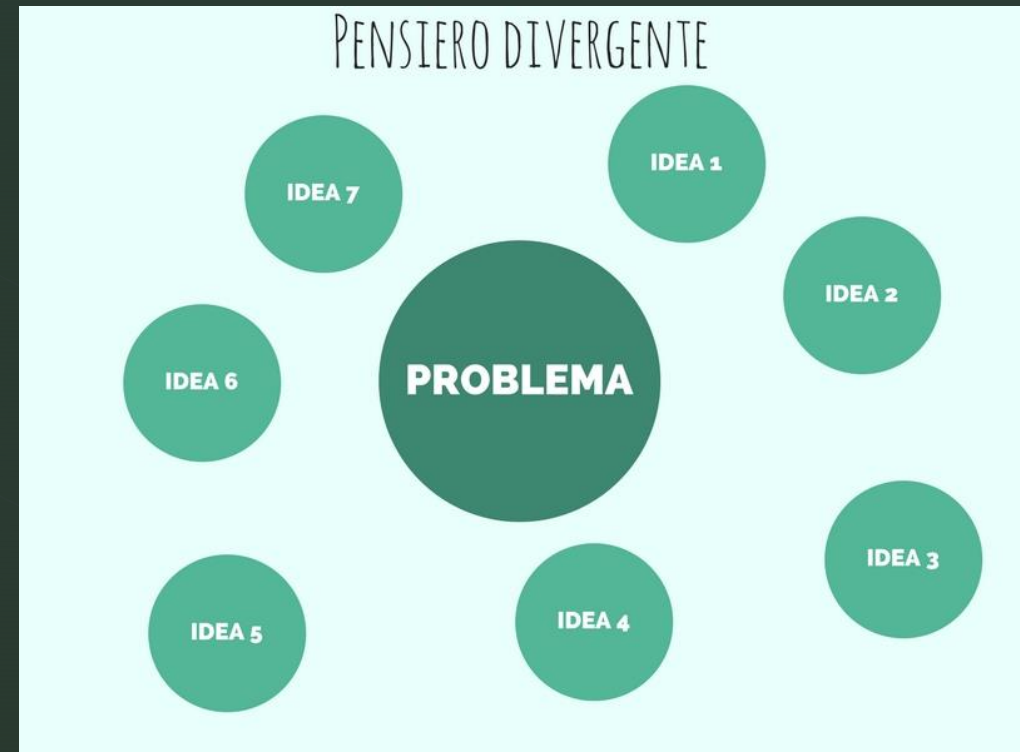 PENSIERO DIVERGENTE
IDEA 1
IDEA 7
IDEA 2
PROBLEMA
IDEA 6
IDEA 3
IDEA 4
IDEA 5